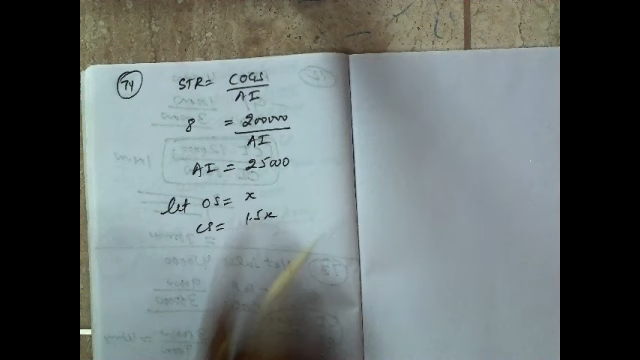 74
STR = COGS / AI
8 = 200000 / AI
AI = 25000
let OS = x
CS = 1.5x